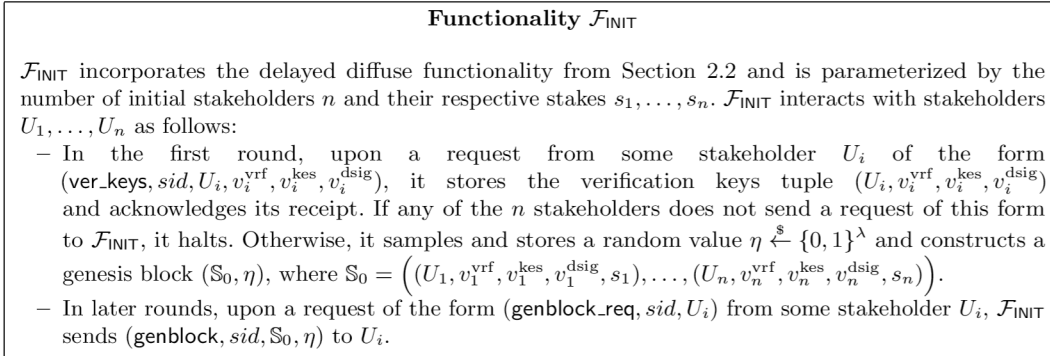 Functionality $\mathcal{F}_{\mathsf{INIT}}$
$\mathcal{F}_{\mathsf{INIT}}$ incorporates the delayed diffuse functionality from Section 2.2 and is parameterized by the
number of initial stakeholders $n$ and their respective stakes $s_1, \ldots, s_n$. $\mathcal{F}_{\mathsf{INIT}}$ interacts with stakeholders
$U_1, \ldots, U_n$ as follows:
– In the first round, upon a request from some stakeholder $U_i$ of the form
$(\mathsf{ver\_keys}, sid, U_i, v_i^{\mathrm{vrf}}, v_i^{\mathrm{kes}}, v_i^{\mathrm{dsig}})$, it stores the verification keys tuple $(U_i, v_i^{\mathrm{vrf}}, v_i^{\mathrm{kes}}, v_i^{\mathrm{dsig}})$
and acknowledges its receipt. If any of the $n$ stakeholders does not send a request of this form
to $\mathcal{F}_{\mathsf{INIT}}$, it halts. Otherwise, it samples and stores a random value $\eta \overset{\$}{\leftarrow} \{0, 1\}^\lambda$ and constructs a
genesis block $(\mathbb{S}_0, \eta)$, where $\mathbb{S}_0 = \left((U_1, v_1^{\mathrm{vrf}}, v_1^{\mathrm{kes}}, v_1^{\mathrm{dsig}}, s_1), \ldots, (U_n, v_n^{\mathrm{vrf}}, v_n^{\mathrm{kes}}, v_n^{\mathrm{dsig}}, s_n)\right)$.
– In later rounds, upon a request of the form $(\mathsf{genblock\_req}, sid, U_i)$ from some stakeholder $U_i$, $\mathcal{F}_{\mathsf{INIT}}$
sends $(\mathsf{genblock}, sid, \mathbb{S}_0, \eta)$ to $U_i$.